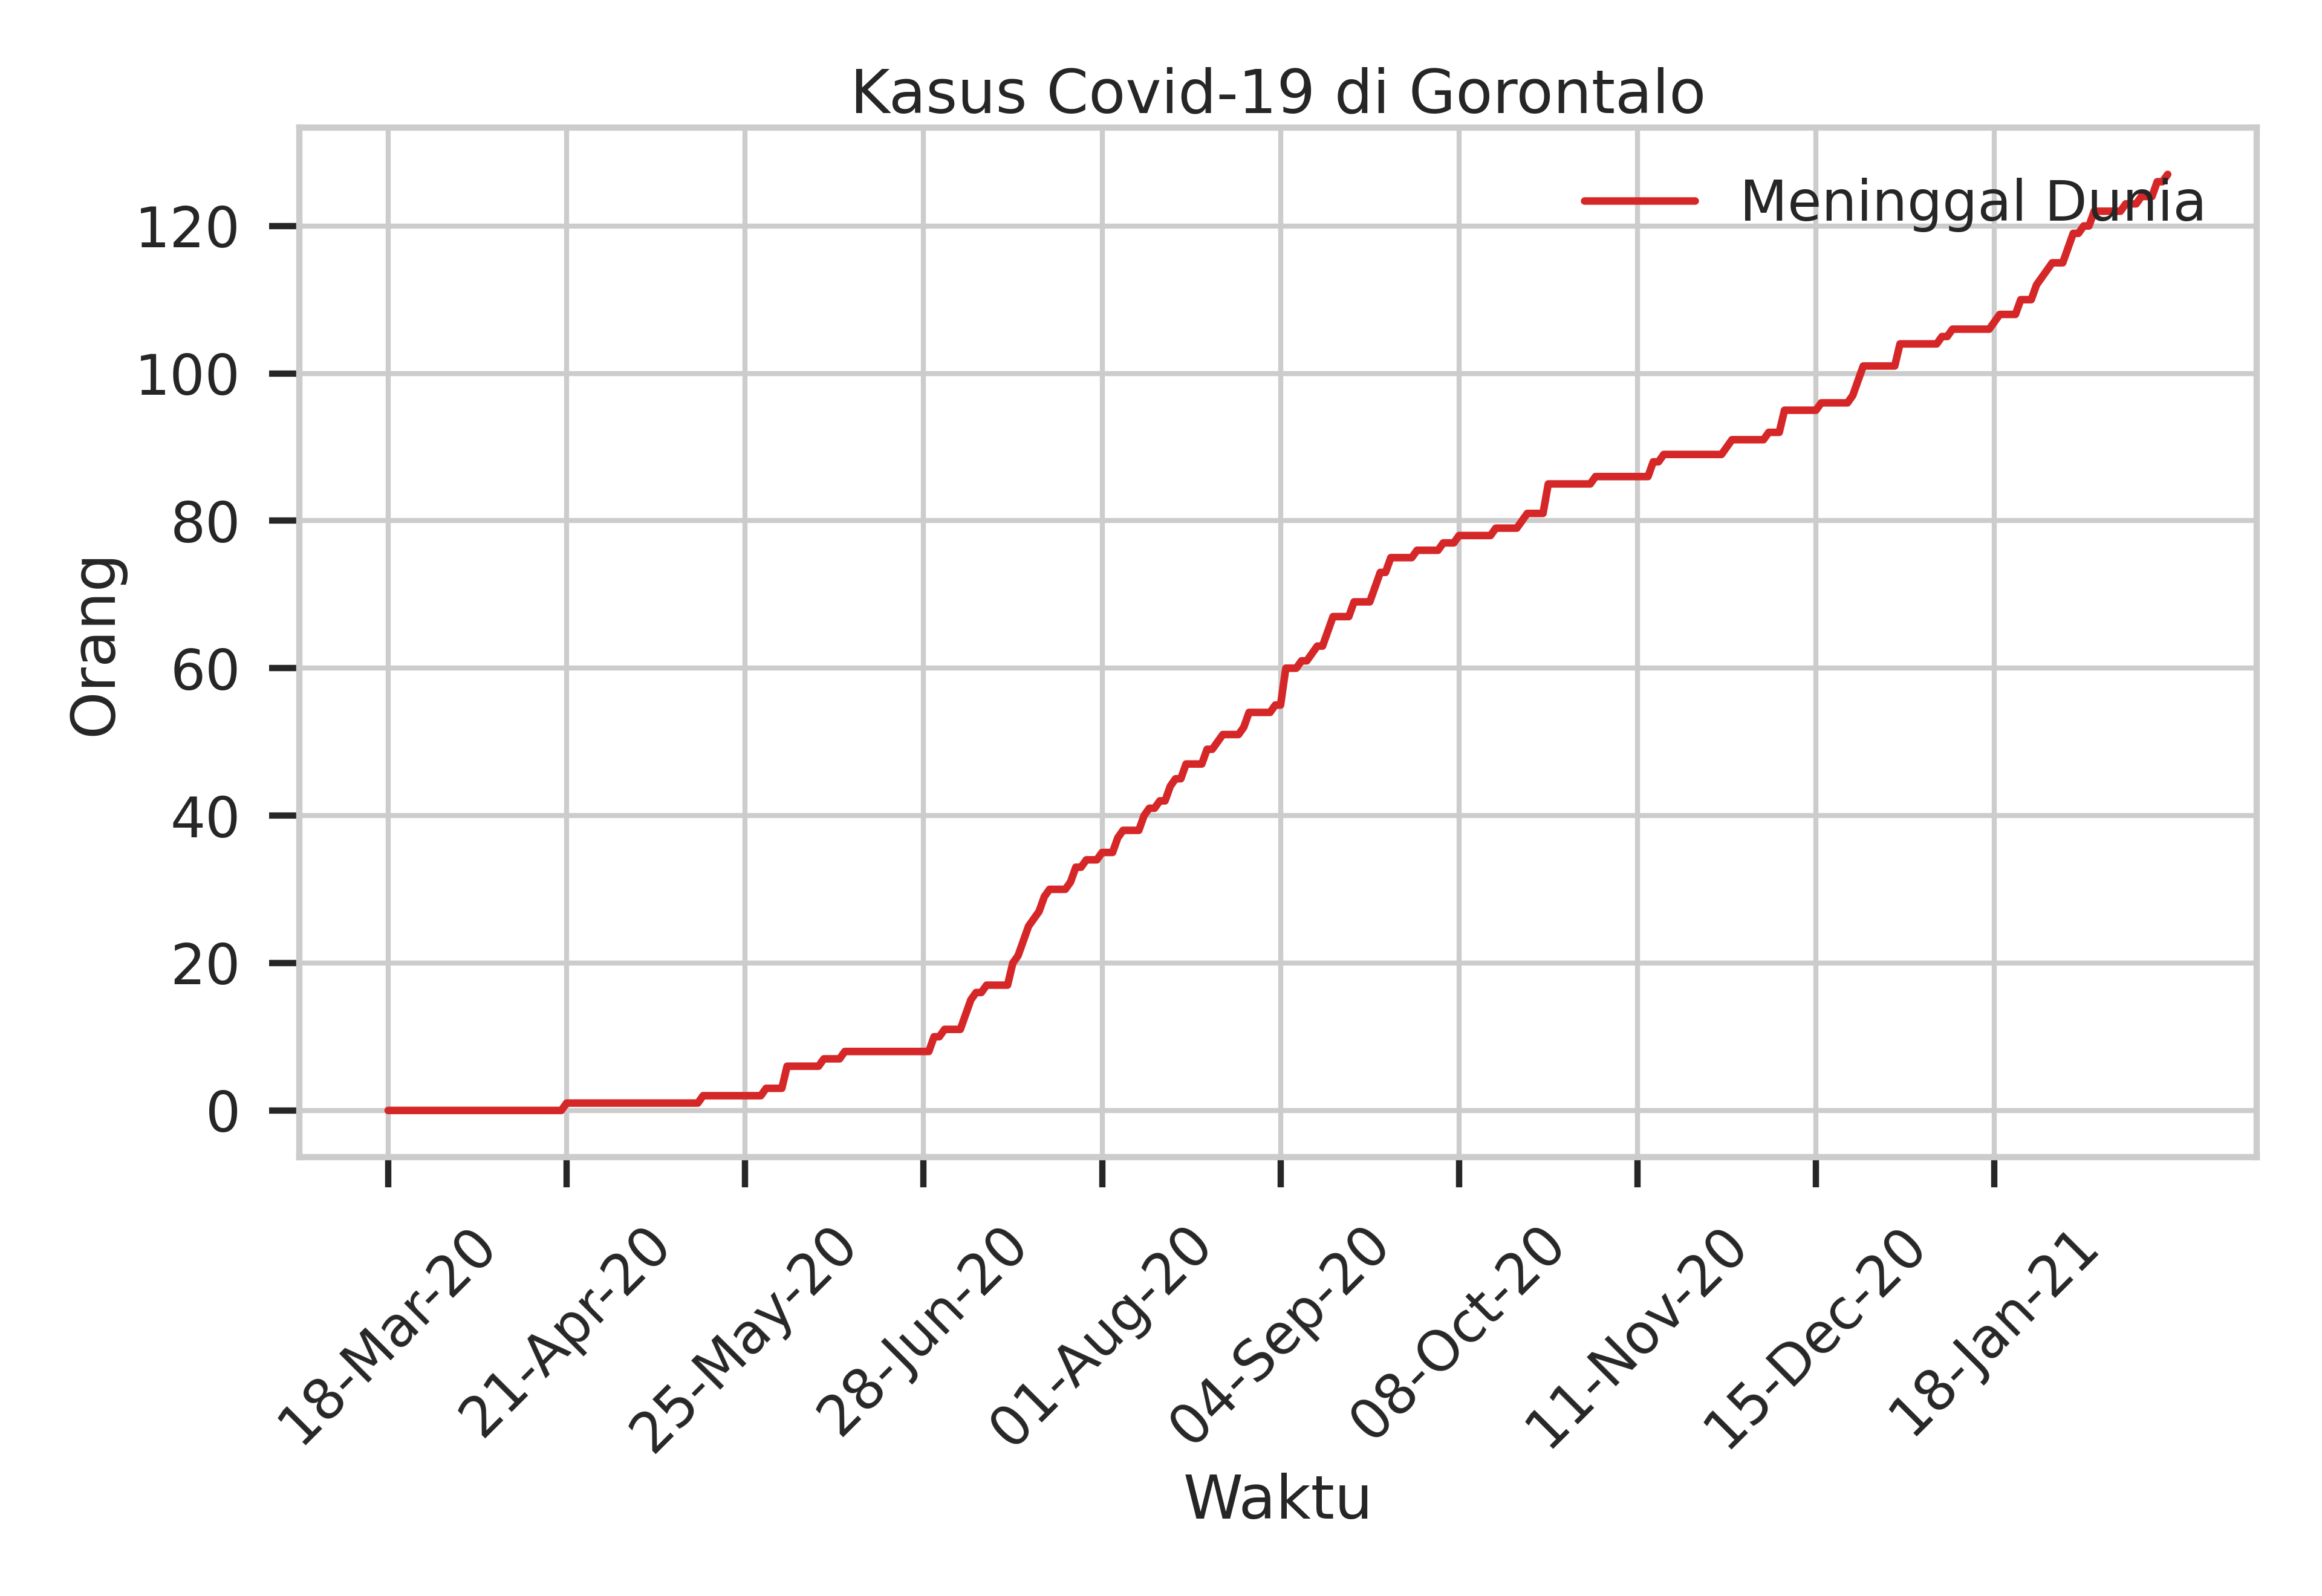 Kasus Covid-19 di Gorontalo
Meninggal Dunia
Orang
120
100
80
60
40
20
0
18-Mar-20
21-Apr-20
25-May-20
28-Jun-20
01-Aug-20
04-Sep-20
08-Oct-20
11-Nov-20
15-Dec-20
18-Jan-21
Waktu